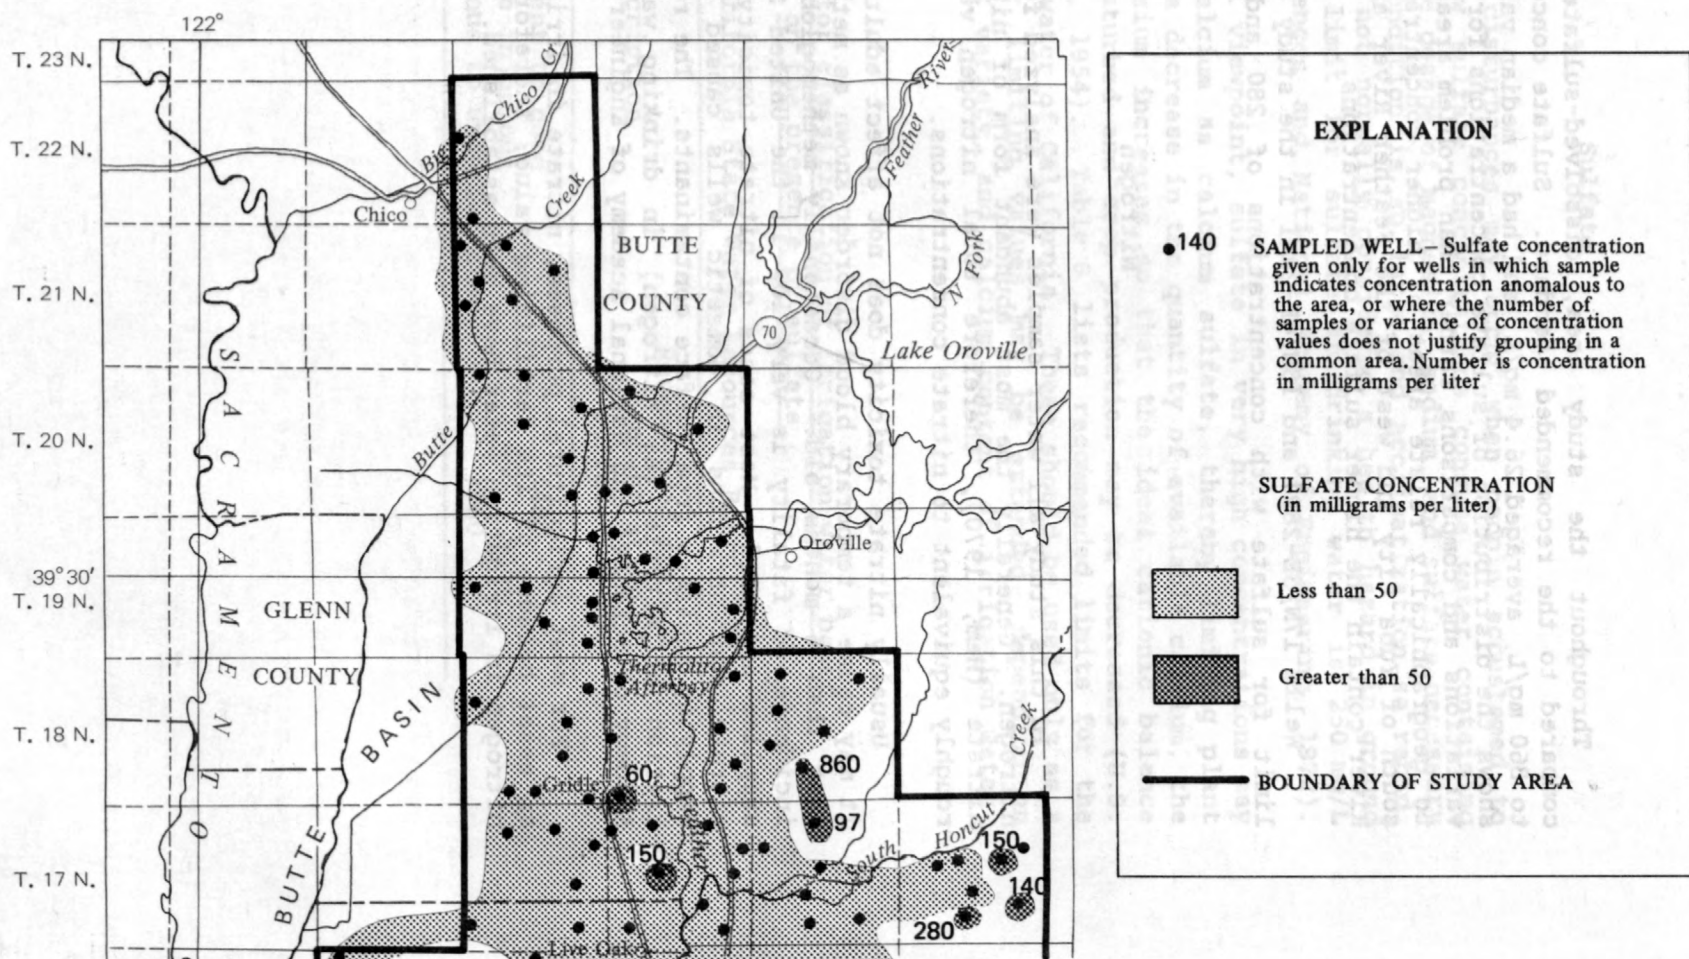 122°
T. 23 N.
T. 22 N.
T. 21 N.
T. 20 N.
39°30′
T. 19 N.
T. 18 N.
T. 17 N.
Big Chico Cr
Chico
Butte Creek
BUTTE
COUNTY
70
Feather River
N Fork
Lake Oroville
Oroville
SACRAMENTO
GLENN
COUNTY
BUTTE BASIN
Thermalito
Afterbay
Gridley
60
860
97
150
Feather
South Honcut Creek
150
140
280
Live Oak
EXPLANATION
140
SAMPLED WELL– Sulfate concentration
given only for wells in which sample
indicates concentration anomalous to
the area, or where the number of
samples or variance of concentration
values does not justify grouping in a
common area. Number is concentration
in milligrams per liter
SULFATE CONCENTRATION
(in milligrams per liter)
Less than 50
Greater than 50
BOUNDARY OF STUDY AREA